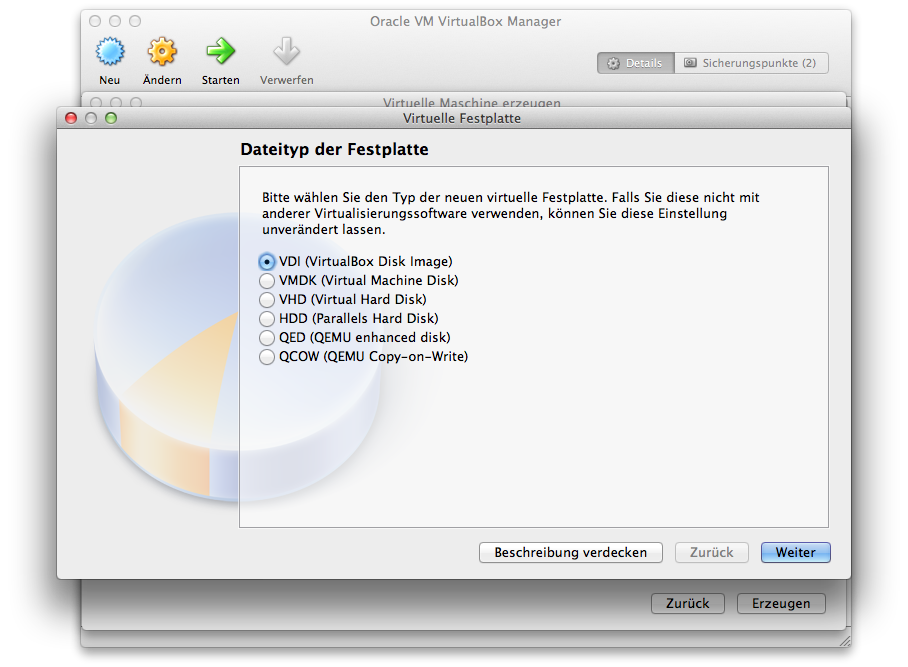 Oracle VM VirtualBox Manager
Neu Ändern Starten Verwerfen
Details Sicherungspunkte (2)
Virtuelle Maschine erzeugen
Virtuelle Festplatte
Dateityp der Festplatte
Bitte wählen Sie den Typ der neuen virtuelle Festplatte. Falls Sie diese nicht mit
anderer Virtualisierungssoftware verwenden, können Sie diese Einstellung
unverändert lassen.
VDI (VirtualBox Disk Image)
VMDK (Virtual Machine Disk)
VHD (Virtual Hard Disk)
HDD (Parallels Hard Disk)
QED (QEMU enhanced disk)
QCOW (QEMU Copy-on-Write)
Beschreibung verdecken Zurück Weiter
Zurück Erzeugen